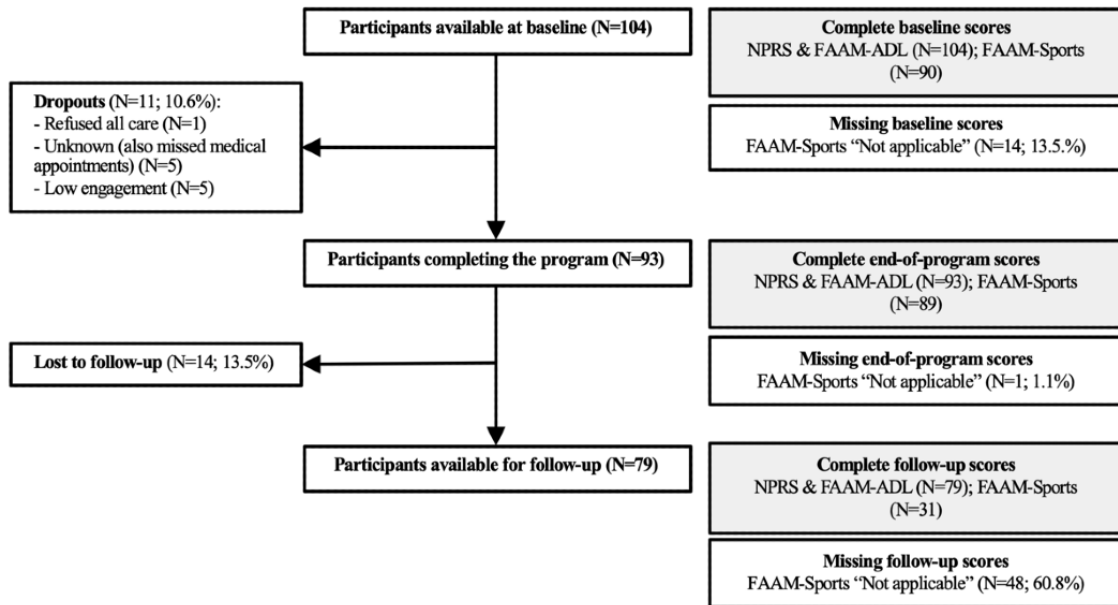 Participants available at baseline (N=104)
Complete baseline scores
NPRS & FAAM-ADL (N=104); FAAM-Sports
(N=90)
Dropouts (N=11; 10.6%):
- Refused all care (N=1)
- Unknown (also missed medical
appointments) (N=5)
- Low engagement (N=5)
Missing baseline scores
FAAM-Sports “Not applicable” (N=14; 13.5.%)
Participants completing the program (N=93)
Complete end-of-program scores
NPRS & FAAM-ADL (N=93); FAAM-Sports
(N=89)
Lost to follow-up (N=14; 13.5%)
Missing end-of-program scores
FAAM-Sports “Not applicable” (N=1; 1.1%)
Participants available for follow-up (N=79)
Complete follow-up scores
NPRS & FAAM-ADL (N=79); FAAM-Sports
(N=31)
Missing follow-up scores
FAAM-Sports “Not applicable” (N=48; 60.8%)